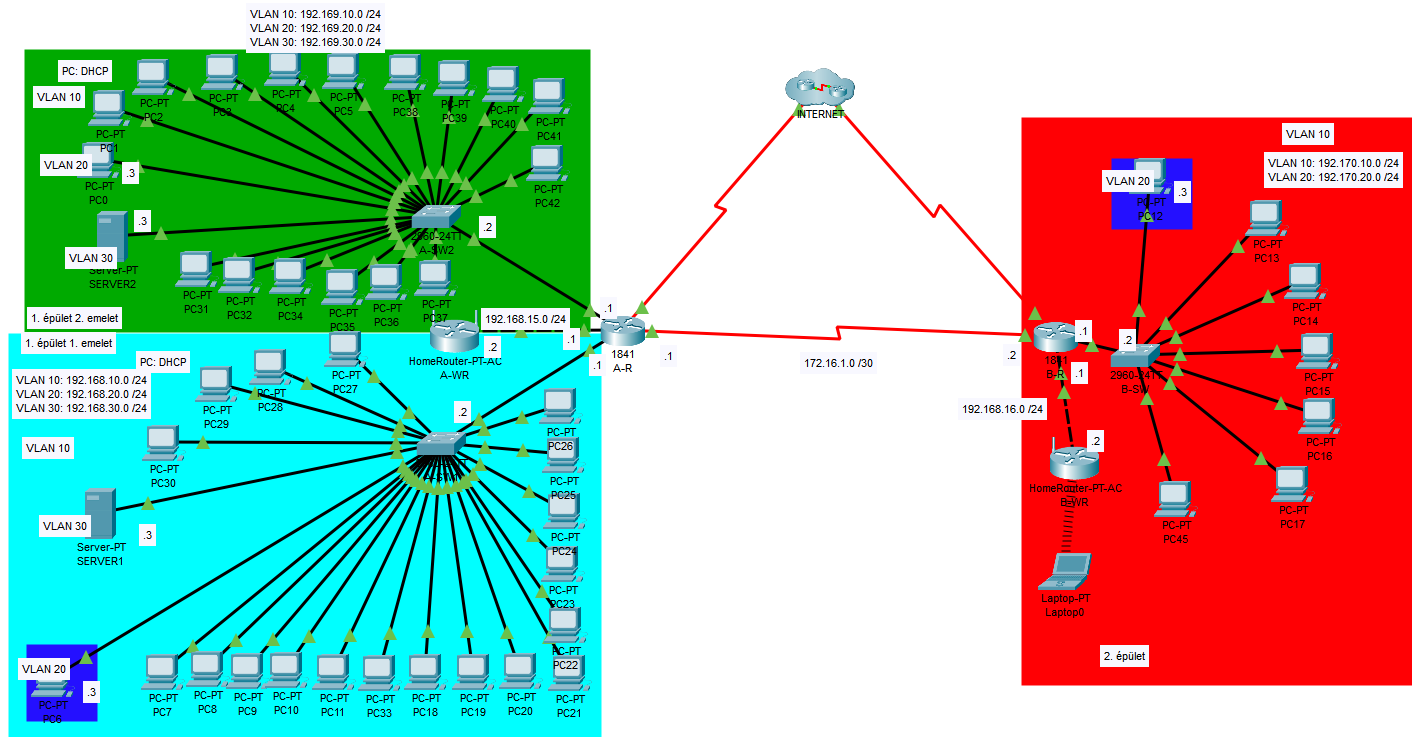 VLAN 10: 192.169.10.0 /24
VLAN 20: 192.169.20.0 /24
VLAN 30: 192.169.30.0 /24
PC: DHCP
VLAN 10
PC-PT
PC2
PC-PT
PC3
PC-PT
PC4
PC-PT
PC5
PC-PT
PC38
PC-PT
PC39
PC-PT
PC40
PC-PT
PC41
PC-PT
PC1
VLAN 20
.3
PC-PT
PC0
PC-PT
PC42
.3
VLAN 30
Server-PT
SERVER2
.2
2960-24TT
A-SW2
PC-PT
PC31
PC-PT
PC32
PC-PT
PC34
PC-PT
PC35
PC-PT
PC36
PC-PT
PC37
1. épület 2. emelet
1. épület 1. emelet
192.168.15.0 /24
.1
.1
.1
.2
HomeRouter-PT-AC
A-WR
1841
A-R
.1
INTERNET
172.16.1.0 /30
.2
PC: DHCP
VLAN 10: 192.168.10.0 /24
VLAN 20: 192.168.20.0 /24
VLAN 30: 192.168.30.0 /24
VLAN 10
PC-PT
PC27
PC-PT
PC28
PC-PT
PC29
PC-PT
PC30
.2
VLAN 30
.3
Server-PT
SERVER1
PC-PT
PC26
PC-PT
PC25
PC-PT
PC24
PC-PT
PC23
PC-PT
PC22
VLAN 20
.3
PC-PT
PC6
PC-PT
PC7
PC-PT
PC8
PC-PT
PC9
PC-PT
PC10
PC-PT
PC11
PC-PT
PC33
PC-PT
PC18
PC-PT
PC19
PC-PT
PC20
PC-PT
PC21
VLAN 10
VLAN 10: 192.170.10.0 /24
VLAN 20: 192.170.20.0 /24
VLAN 20
.3
PC-PT
PC12
PC-PT
PC13
PC-PT
PC14
PC-PT
PC15
PC-PT
PC16
PC-PT
PC17
PC-PT
PC45
.1
.2
1841
B-R
.1
2960-24TT
B-SW
192.168.16.0 /24
.2
HomeRouter-PT-AC
B-WR
Laptop-PT
Laptop0
2. épület